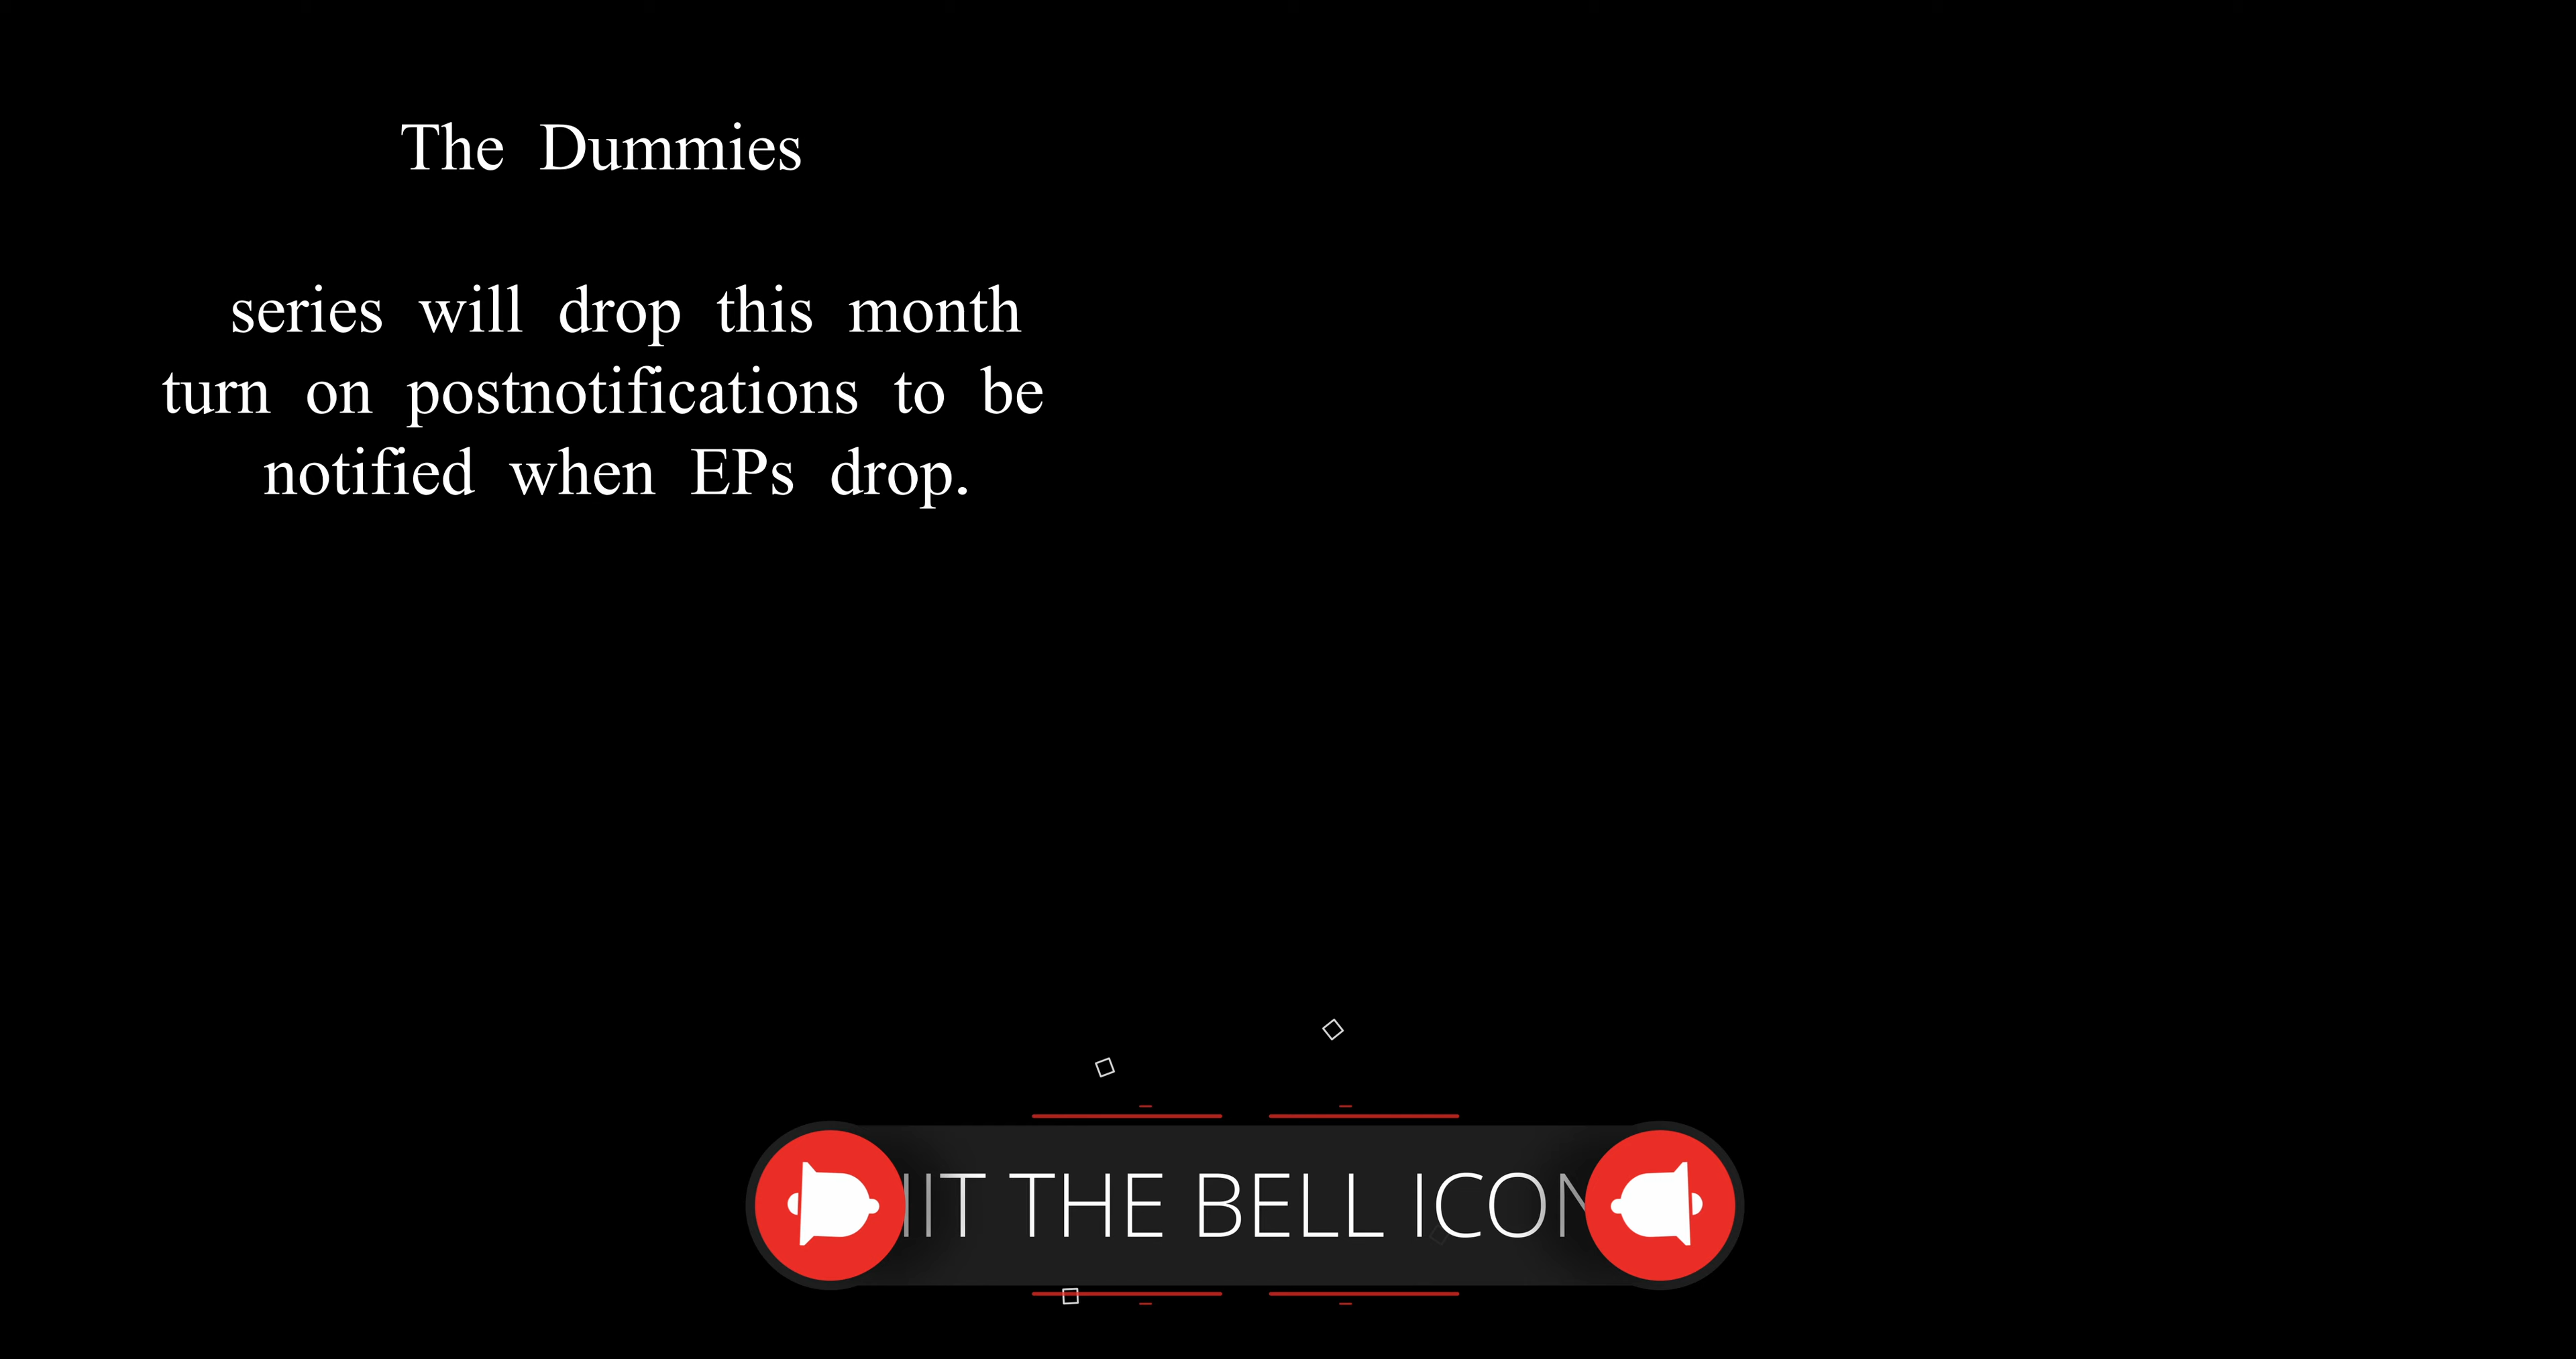 The Dummies
series will drop this month
turn on postnotifications to be
notified when EPs drop.
HIT THE BELL ICON